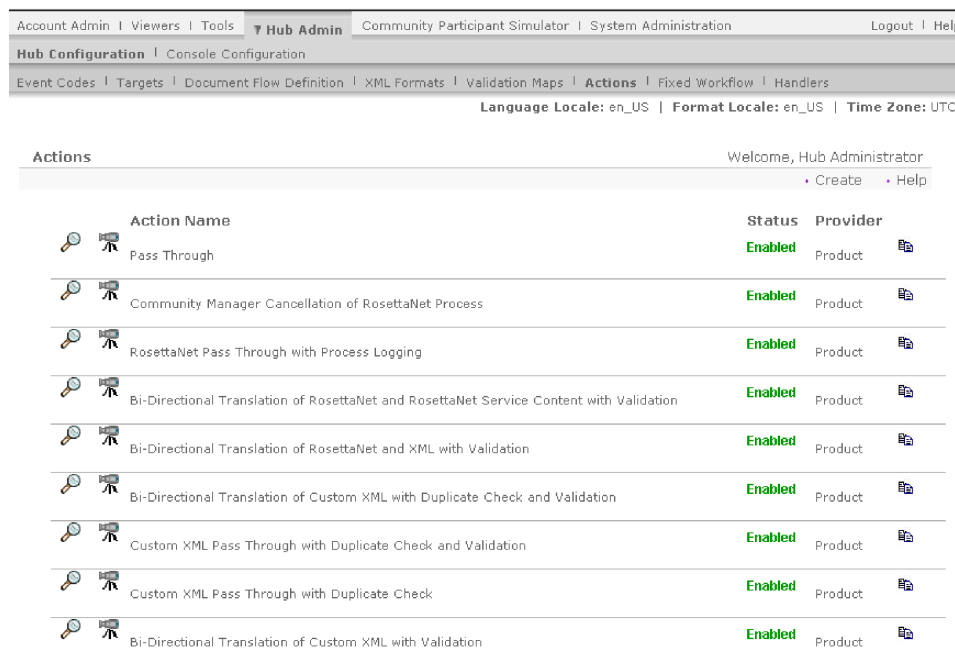 Account Admin | Viewers | Tools ▼ Hub Admin Community Participant Simulator | System Administration Logout | Help
Hub Configuration | Console Configuration
Event Codes | Targets | Document Flow Definition | XML Formats | Validation Maps | Actions | Fixed Workflow | Handlers
Language Locale: en_US | Format Locale: en_US | Time Zone: UTC
Actions Welcome, Hub Administrator
• Create • Help
Action Name Status Provider
Pass Through Enabled Product
Community Manager Cancellation of RosettaNet Process Enabled Product
RosettaNet Pass Through with Process Logging Enabled Product
Bi-Directional Translation of RosettaNet and RosettaNet Service Content with Validation Enabled Product
Bi-Directional Translation of RosettaNet and XML with Validation Enabled Product
Bi-Directional Translation of Custom XML with Duplicate Check and Validation Enabled Product
Custom XML Pass Through with Duplicate Check and Validation Enabled Product
Custom XML Pass Through with Duplicate Check Enabled Product
Bi-Directional Translation of Custom XML with Validation Enabled Product